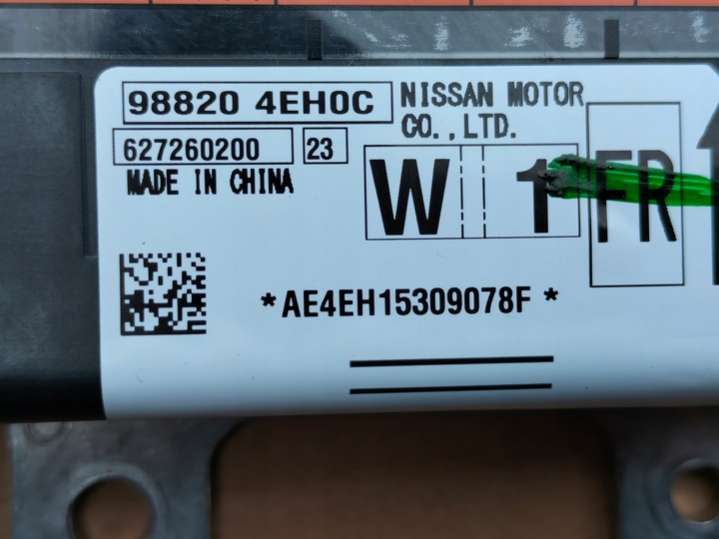 98820 4EH0C
NISSAN MOTOR
CO.,LTD.
627260200 23
MADE IN CHINA
W 1 FR
*AE4EH15309078F*